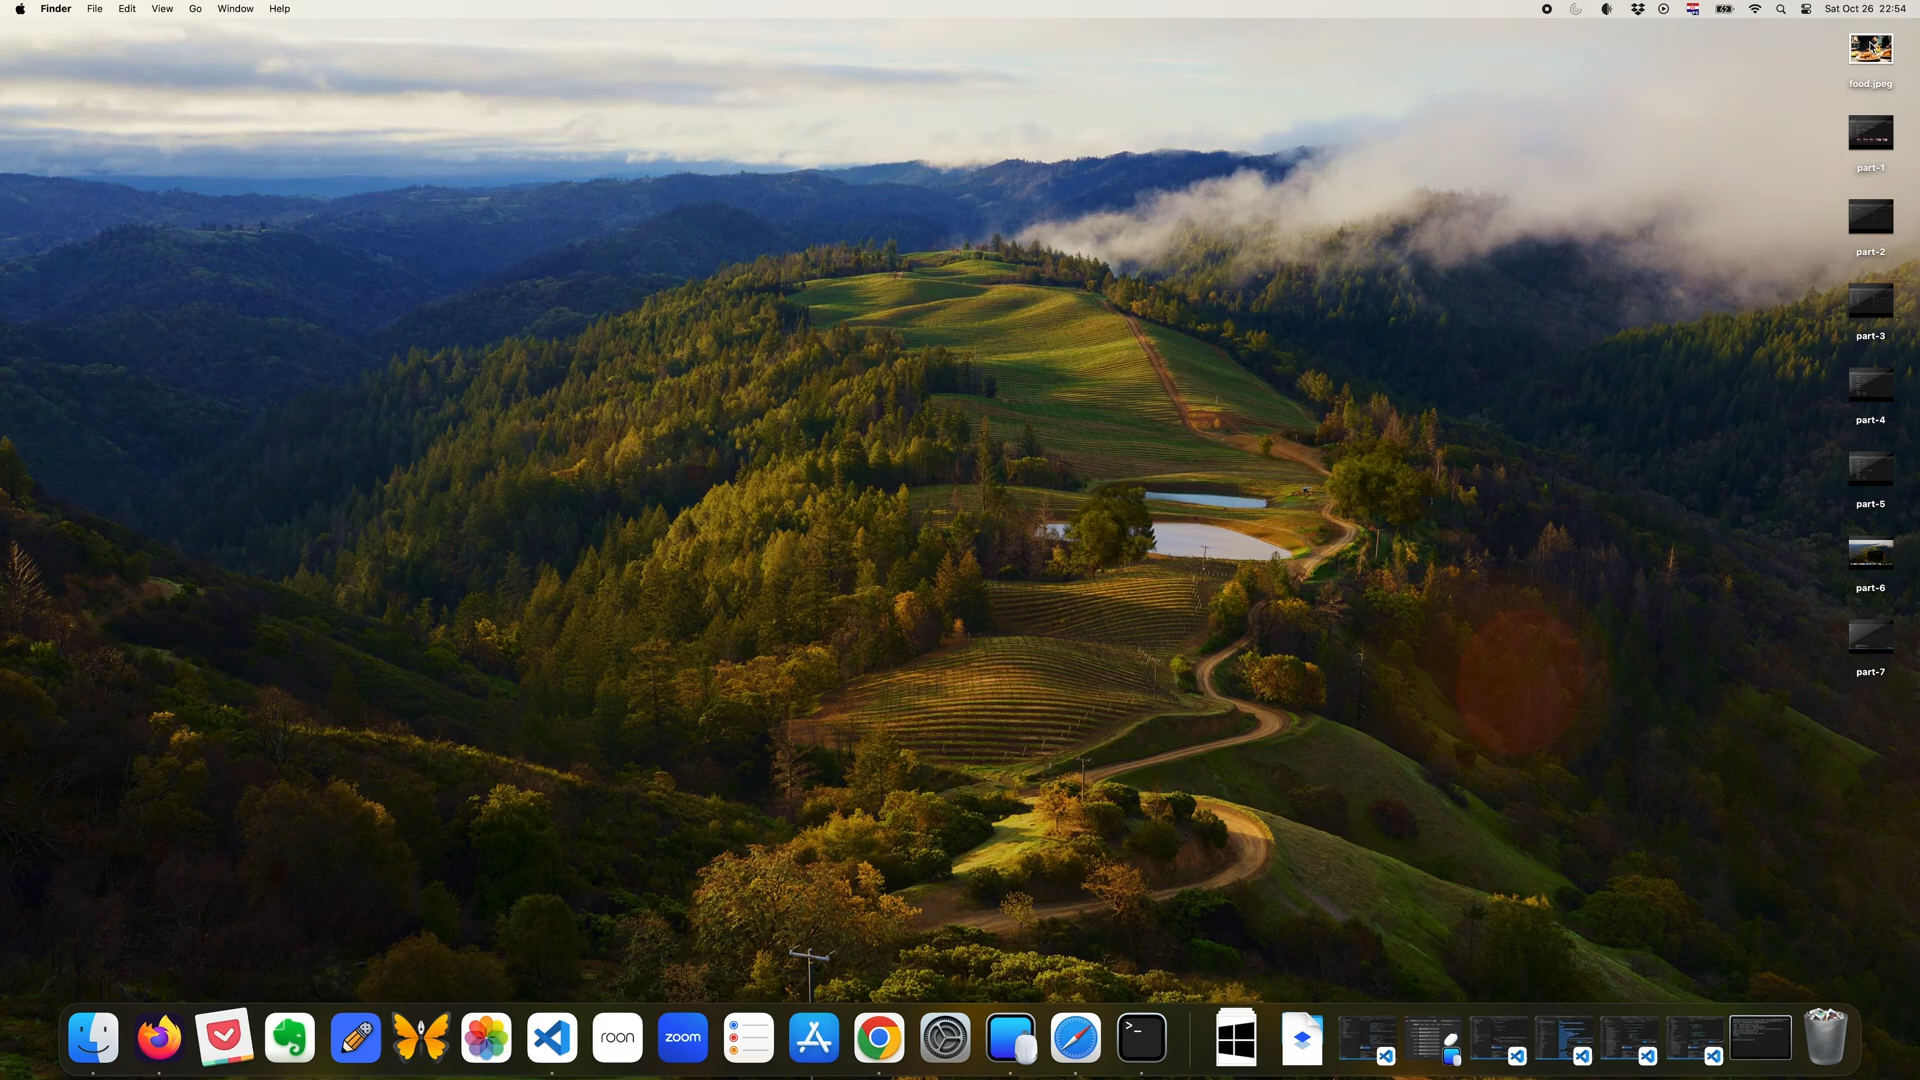 Finder File Edit View Go Window Help
Sat Oct 26 22:54
food.jpeg
part-1
part-2
part-3
part-4
part-5
part-6
part-7
roon
zoom
>_